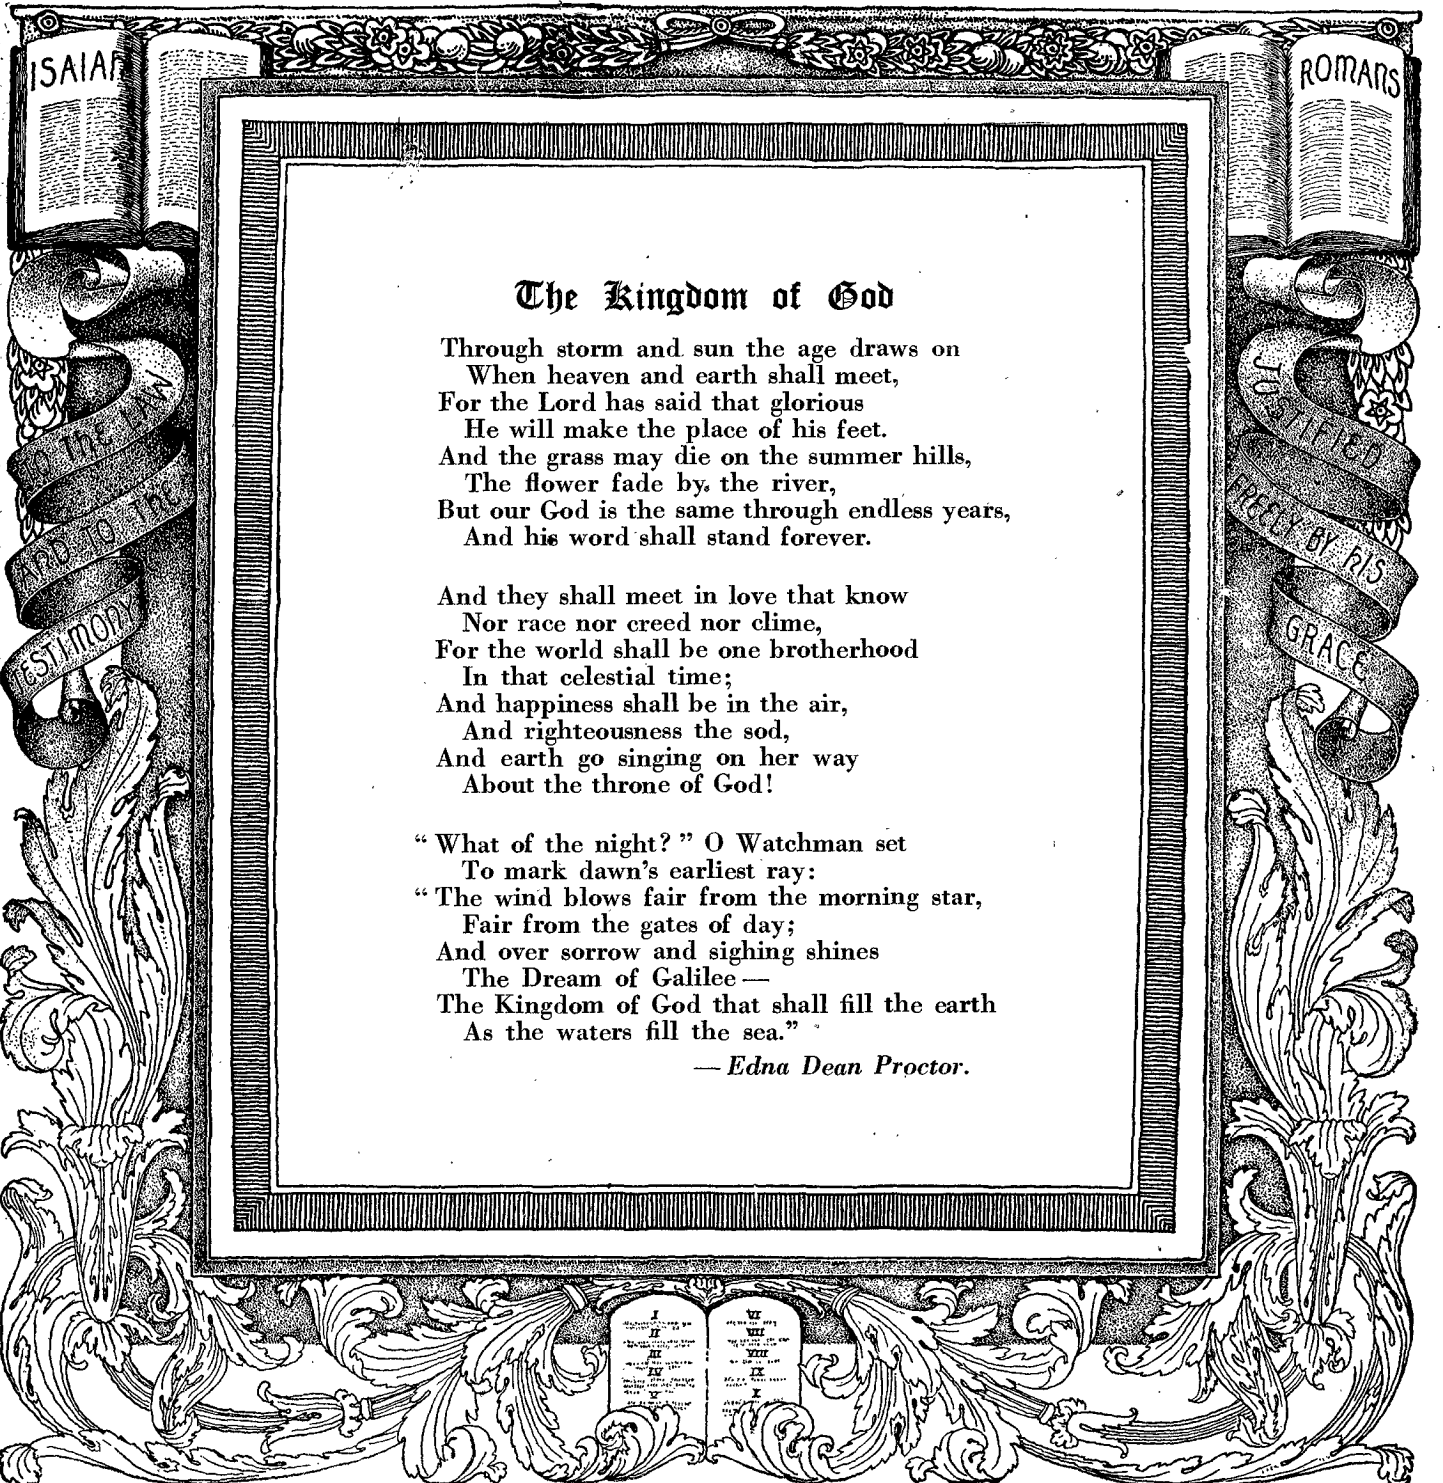 ISAIAH
ROMANS
TO THE LAW
AND TO THE
TESTIMONY
JUSTIFIED
FREELY BY HIS
GRACE
The Kingdom of God
Through storm and sun the age draws on
When heaven and earth shall meet,
For the Lord has said that glorious
He will make the place of his feet.
And the grass may die on the summer hills,
The flower fade by the river,
But our God is the same through endless years,
And his word shall stand forever.
And they shall meet in love that know
Nor race nor creed nor clime,
For the world shall be one brotherhood
In that celestial time;
And happiness shall be in the air,
And righteousness the sod,
And earth go singing on her way
About the throne of God!
“ What of the night? ” O Watchman set
To mark dawn’s earliest ray:
“ The wind blows fair from the morning star,
Fair from the gates of day;
And over sorrow and sighing shines
The Dream of Galilee —
The Kingdom of God that shall fill the earth
As the waters fill the sea.”
— Edna Dean Proctor.
I
II
III
IV
V
VI
VII
VIII
IX
X